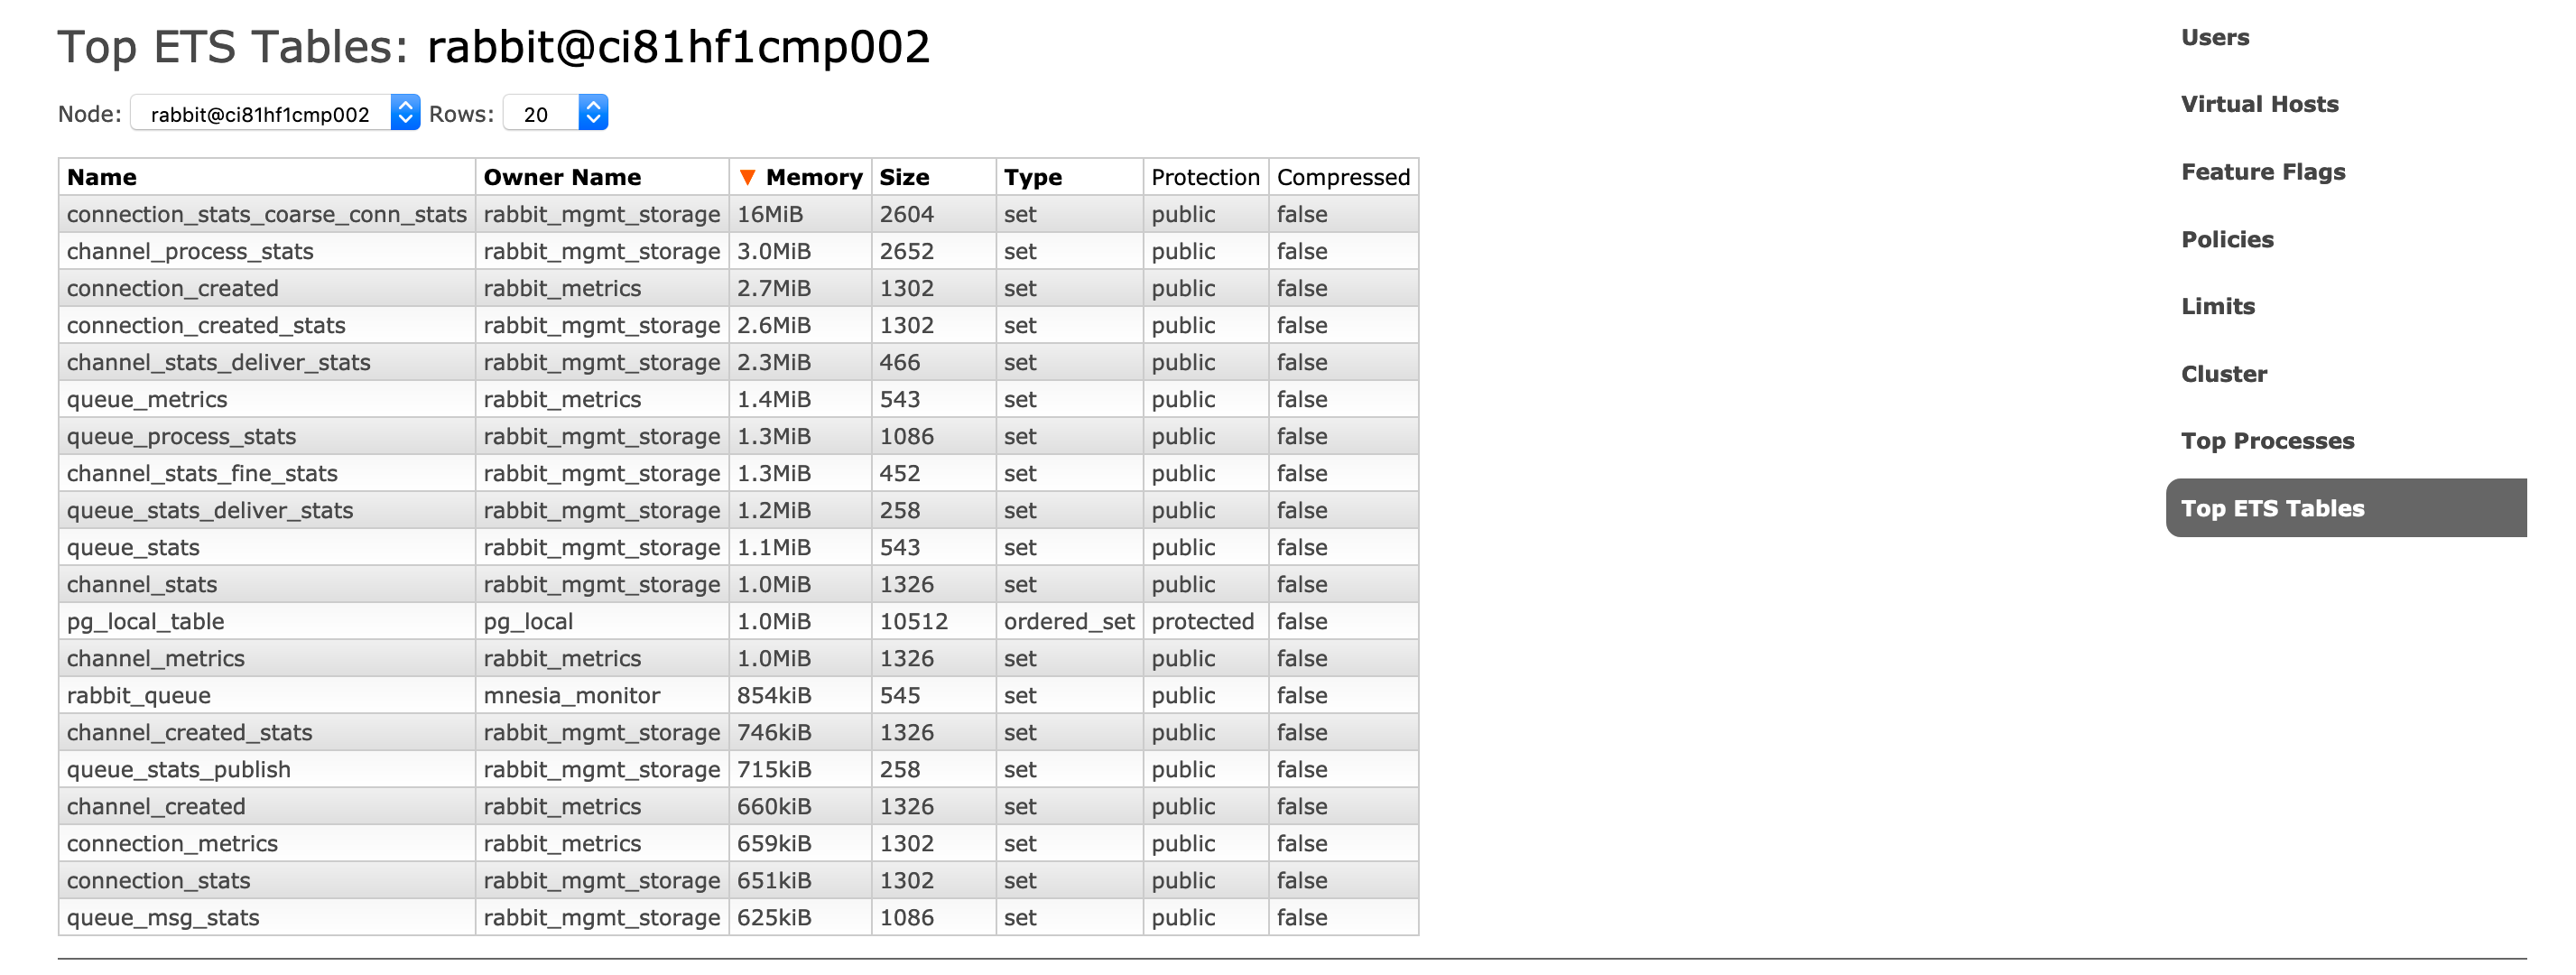 Top ETS Tables: rabbit@ci81hf1cmp002
Node: rabbit@ci81hf1cmp002 Rows: 20
Name Owner Name ▼ Memory Size Type Protection Compressed
connection_stats_coarse_conn_stats rabbit_mgmt_storage 16MiB 2604 set public false
channel_process_stats rabbit_mgmt_storage 3.0MiB 2652 set public false
connection_created rabbit_metrics 2.7MiB 1302 set public false
connection_created_stats rabbit_mgmt_storage 2.6MiB 1302 set public false
channel_stats_deliver_stats rabbit_mgmt_storage 2.3MiB 466 set public false
queue_metrics rabbit_metrics 1.4MiB 543 set public false
queue_process_stats rabbit_mgmt_storage 1.3MiB 1086 set public false
channel_stats_fine_stats rabbit_mgmt_storage 1.3MiB 452 set public false
queue_stats_deliver_stats rabbit_mgmt_storage 1.2MiB 258 set public false
queue_stats rabbit_mgmt_storage 1.1MiB 543 set public false
channel_stats rabbit_mgmt_storage 1.0MiB 1326 set public false
pg_local_table pg_local 1.0MiB 10512 ordered_set protected false
channel_metrics rabbit_metrics 1.0MiB 1326 set public false
rabbit_queue mnesia_monitor 854kiB 545 set public false
channel_created_stats rabbit_mgmt_storage 746kiB 1326 set public false
queue_stats_publish rabbit_mgmt_storage 715kiB 258 set public false
channel_created rabbit_metrics 660kiB 1326 set public false
connection_metrics rabbit_metrics 659kiB 1302 set public false
connection_stats rabbit_mgmt_storage 651kiB 1302 set public false
queue_msg_stats rabbit_mgmt_storage 625kiB 1086 set public false
Users
Virtual Hosts
Feature Flags
Policies
Limits
Cluster
Top Processes
Top ETS Tables